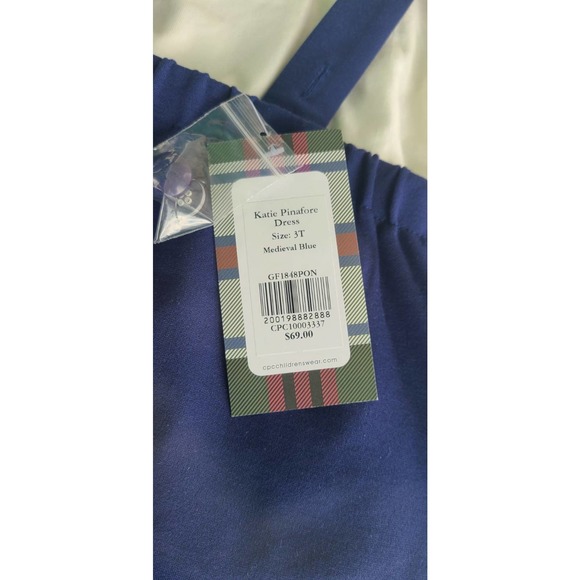 Katie Pinafore
Dress
Size: 3T
Medieval Blue
GF1848PON
200198882888
CPC10003337
$69.00
cpcchildrenswear.com